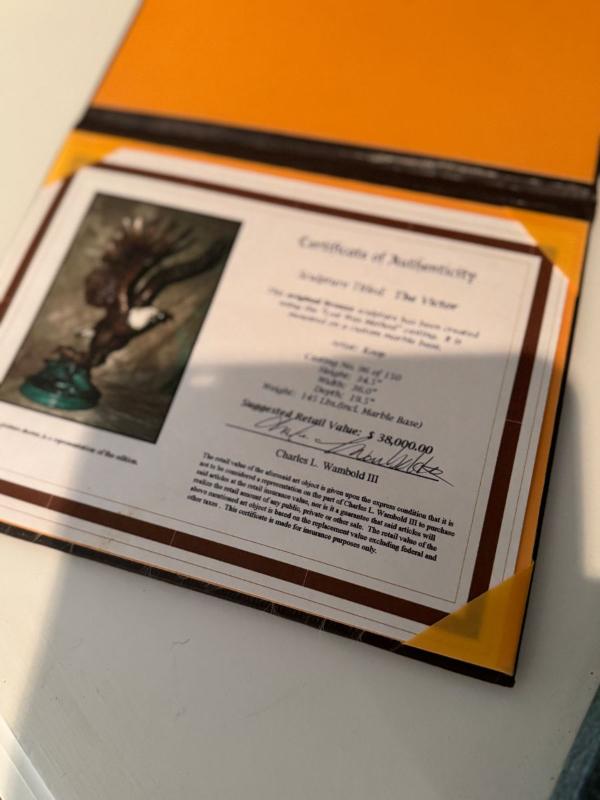 Certificate of Authenticity
Sculpture Titled: The Victor
This original Bronze sculpture has been created
using the "Lost Wax Method" casting. It is
mounted on a custom marble base.
Artist:
Casting No. 96 of 150
Height: 34.5"
Width: 36.0"
Depth: 19.5"
Weight: 145 Lbs.(incl. Marble Base)
Suggested Retail Value: $ 38,000.00
Charles L. Wambold III
is a representation of the edition.
The retail value of the aforesaid art object is given upon the express condition that it is
not to be considered a representation on the part of Charles L. Wambold III to purchase
said articles at the retail insurance value, nor is it a guarantee that said articles will
realize the retail amount of any public, private or other sale. The retail value of the
above mentioned art object is based on the replacement value excluding federal and
other taxes . This certificate is made for insurance purposes only.